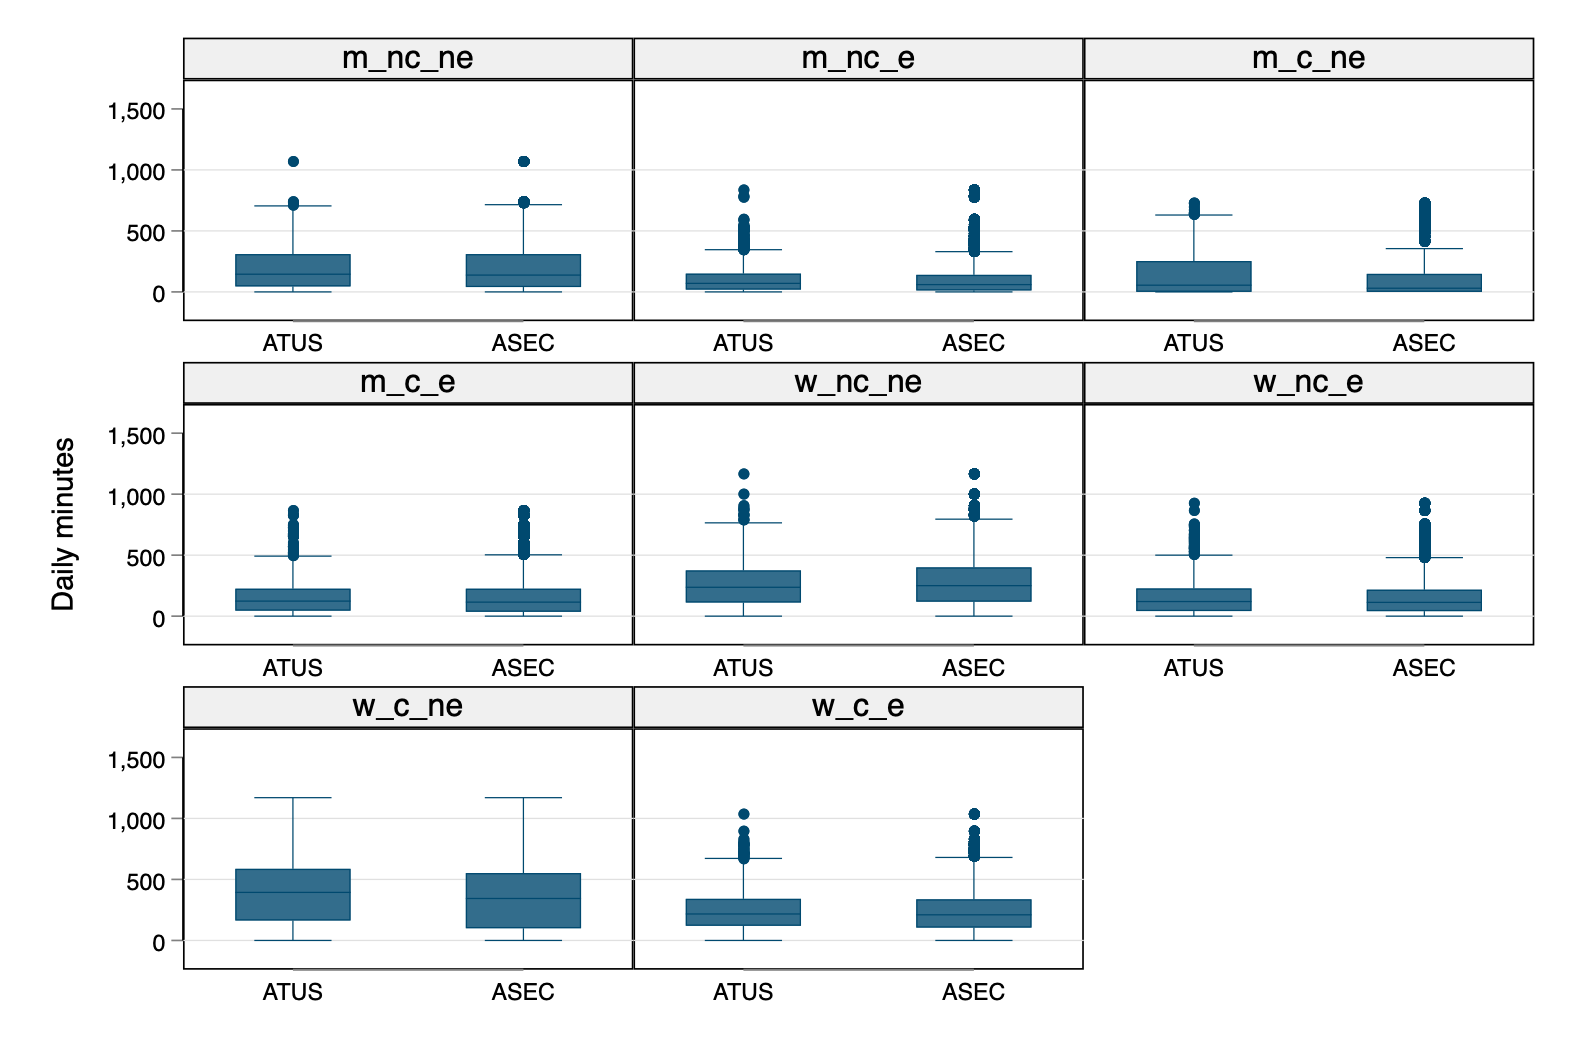 m_nc_ne m_nc_e m_c_ne
1,500
1,000
500
0
ATUS ASEC ATUS ASEC ATUS ASEC
m_c_e w_nc_ne w_nc_e
Daily minutes
1,500
1,000
500
0
ATUS ASEC ATUS ASEC ATUS ASEC
w_c_ne w_c_e
1,500
1,000
500
0
ATUS ASEC ATUS ASEC